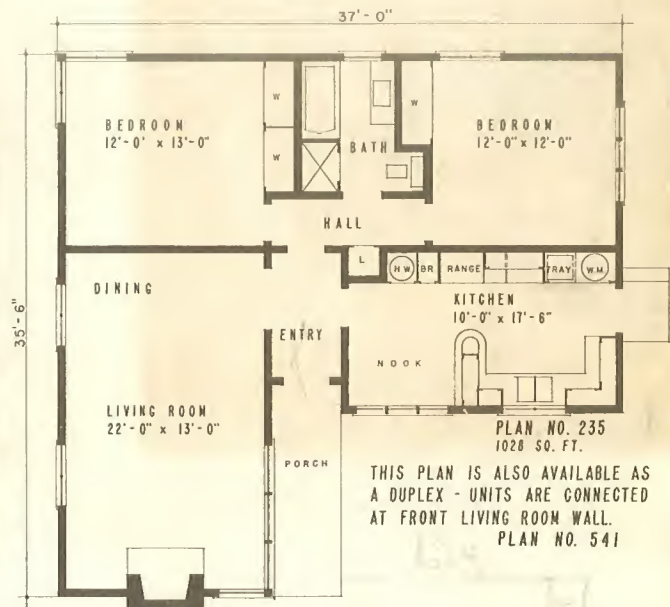 37'-0"
35'-6"
BEDROOM
12'-0" x 13'-0"
W
W
BATH
W
BEDROOM
12'-0" x 12'-0"
HALL
L
HW
BR
RANGE
TRAY
WM
DINING
KITCHEN
10'-0" x 17'-6"
ENTRY
NOOK
LIVING ROOM
22'-0" x 13'-0"
PORCH
PLAN NO. 235
1028 SQ. FT.
THIS PLAN IS ALSO AVAILABLE AS
A DUPLEX - UNITS ARE CONNECTED
AT FRONT LIVING ROOM WALL.
PLAN NO. 541